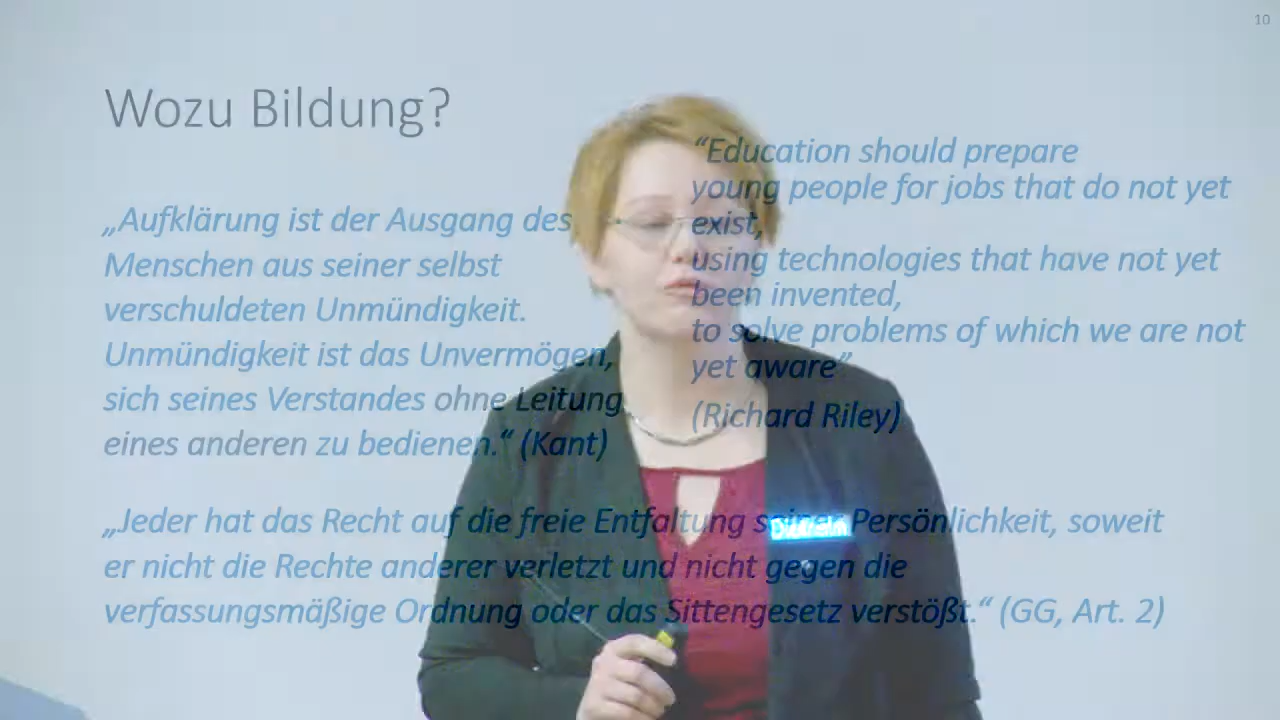 10
Wozu Bildung?
„Aufklärung ist der Ausgang des
Menschen aus seiner selbst
verschuldeten Unmündigkeit.
Unmündigkeit ist das Unvermögen,
sich seines Verstandes ohne Leitung
eines anderen zu bedienen.“ (Kant)
“Education should prepare
young people for jobs that do not yet
exist,
using technologies that have not yet
been invented,
to solve problems of which we are not
yet aware”
(Richard Riley)
„Jeder hat das Recht auf die freie Entfaltung seiner Persönlichkeit, soweit
er nicht die Rechte anderer verletzt und nicht gegen die
verfassungsmäßige Ordnung oder das Sittengesetz verstößt.“ (GG, Art. 2)